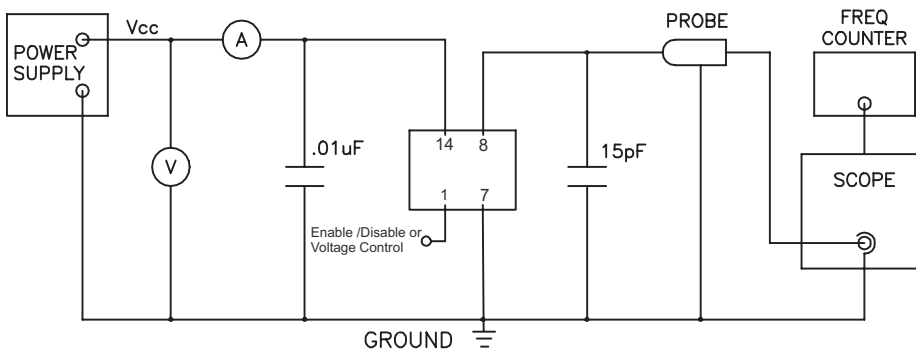 POWER
SUPPLY
Vcc
A
V
.01uF
14
8
1
7
Enable /Disable or
Voltage Control
GROUND
15pF
PROBE
FREQ
COUNTER
SCOPE